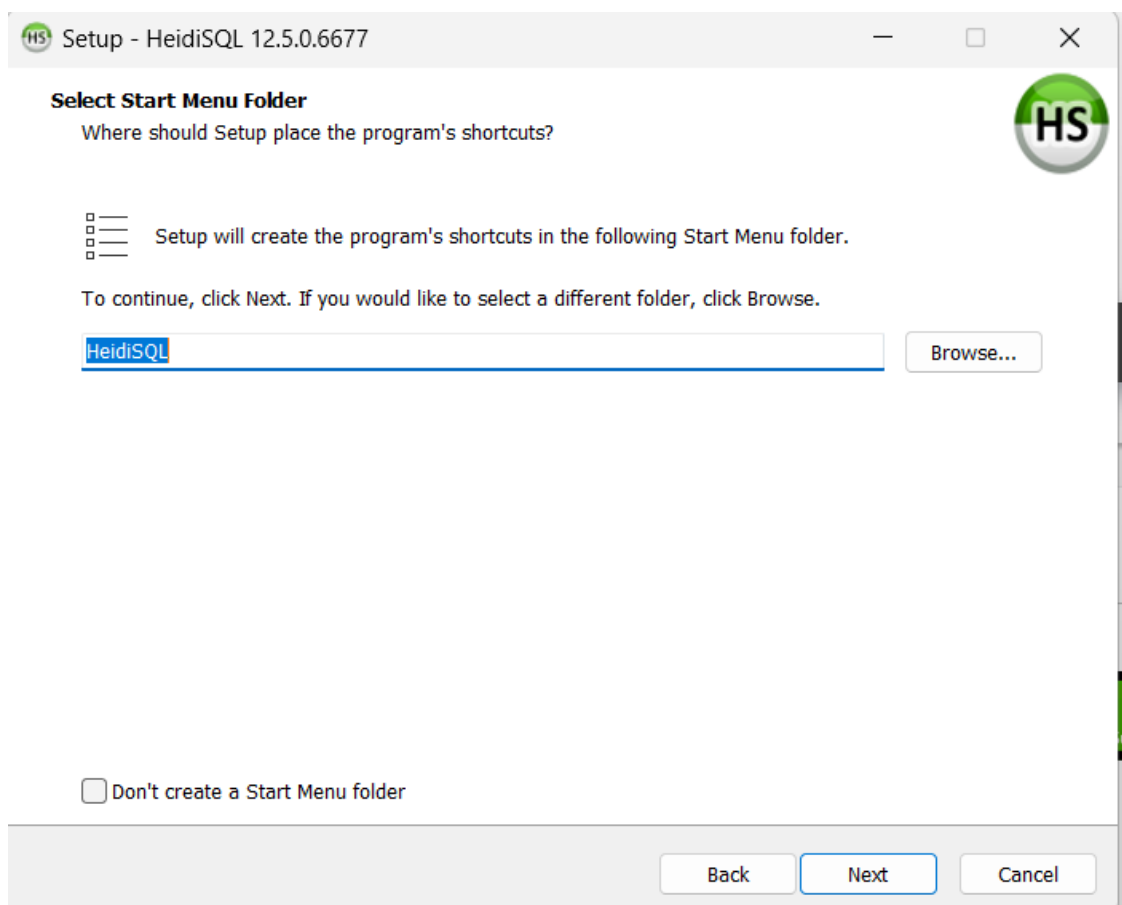 HS Setup - HeidiSQL 12.5.0.6677
Select Start Menu Folder
Where should Setup place the program's shortcuts?
HS
Setup will create the program's shortcuts in the following Start Menu folder.
To continue, click Next. If you would like to select a different folder, click Browse.
HeidiSQL Browse...
Don't create a Start Menu folder
Back Next Cancel